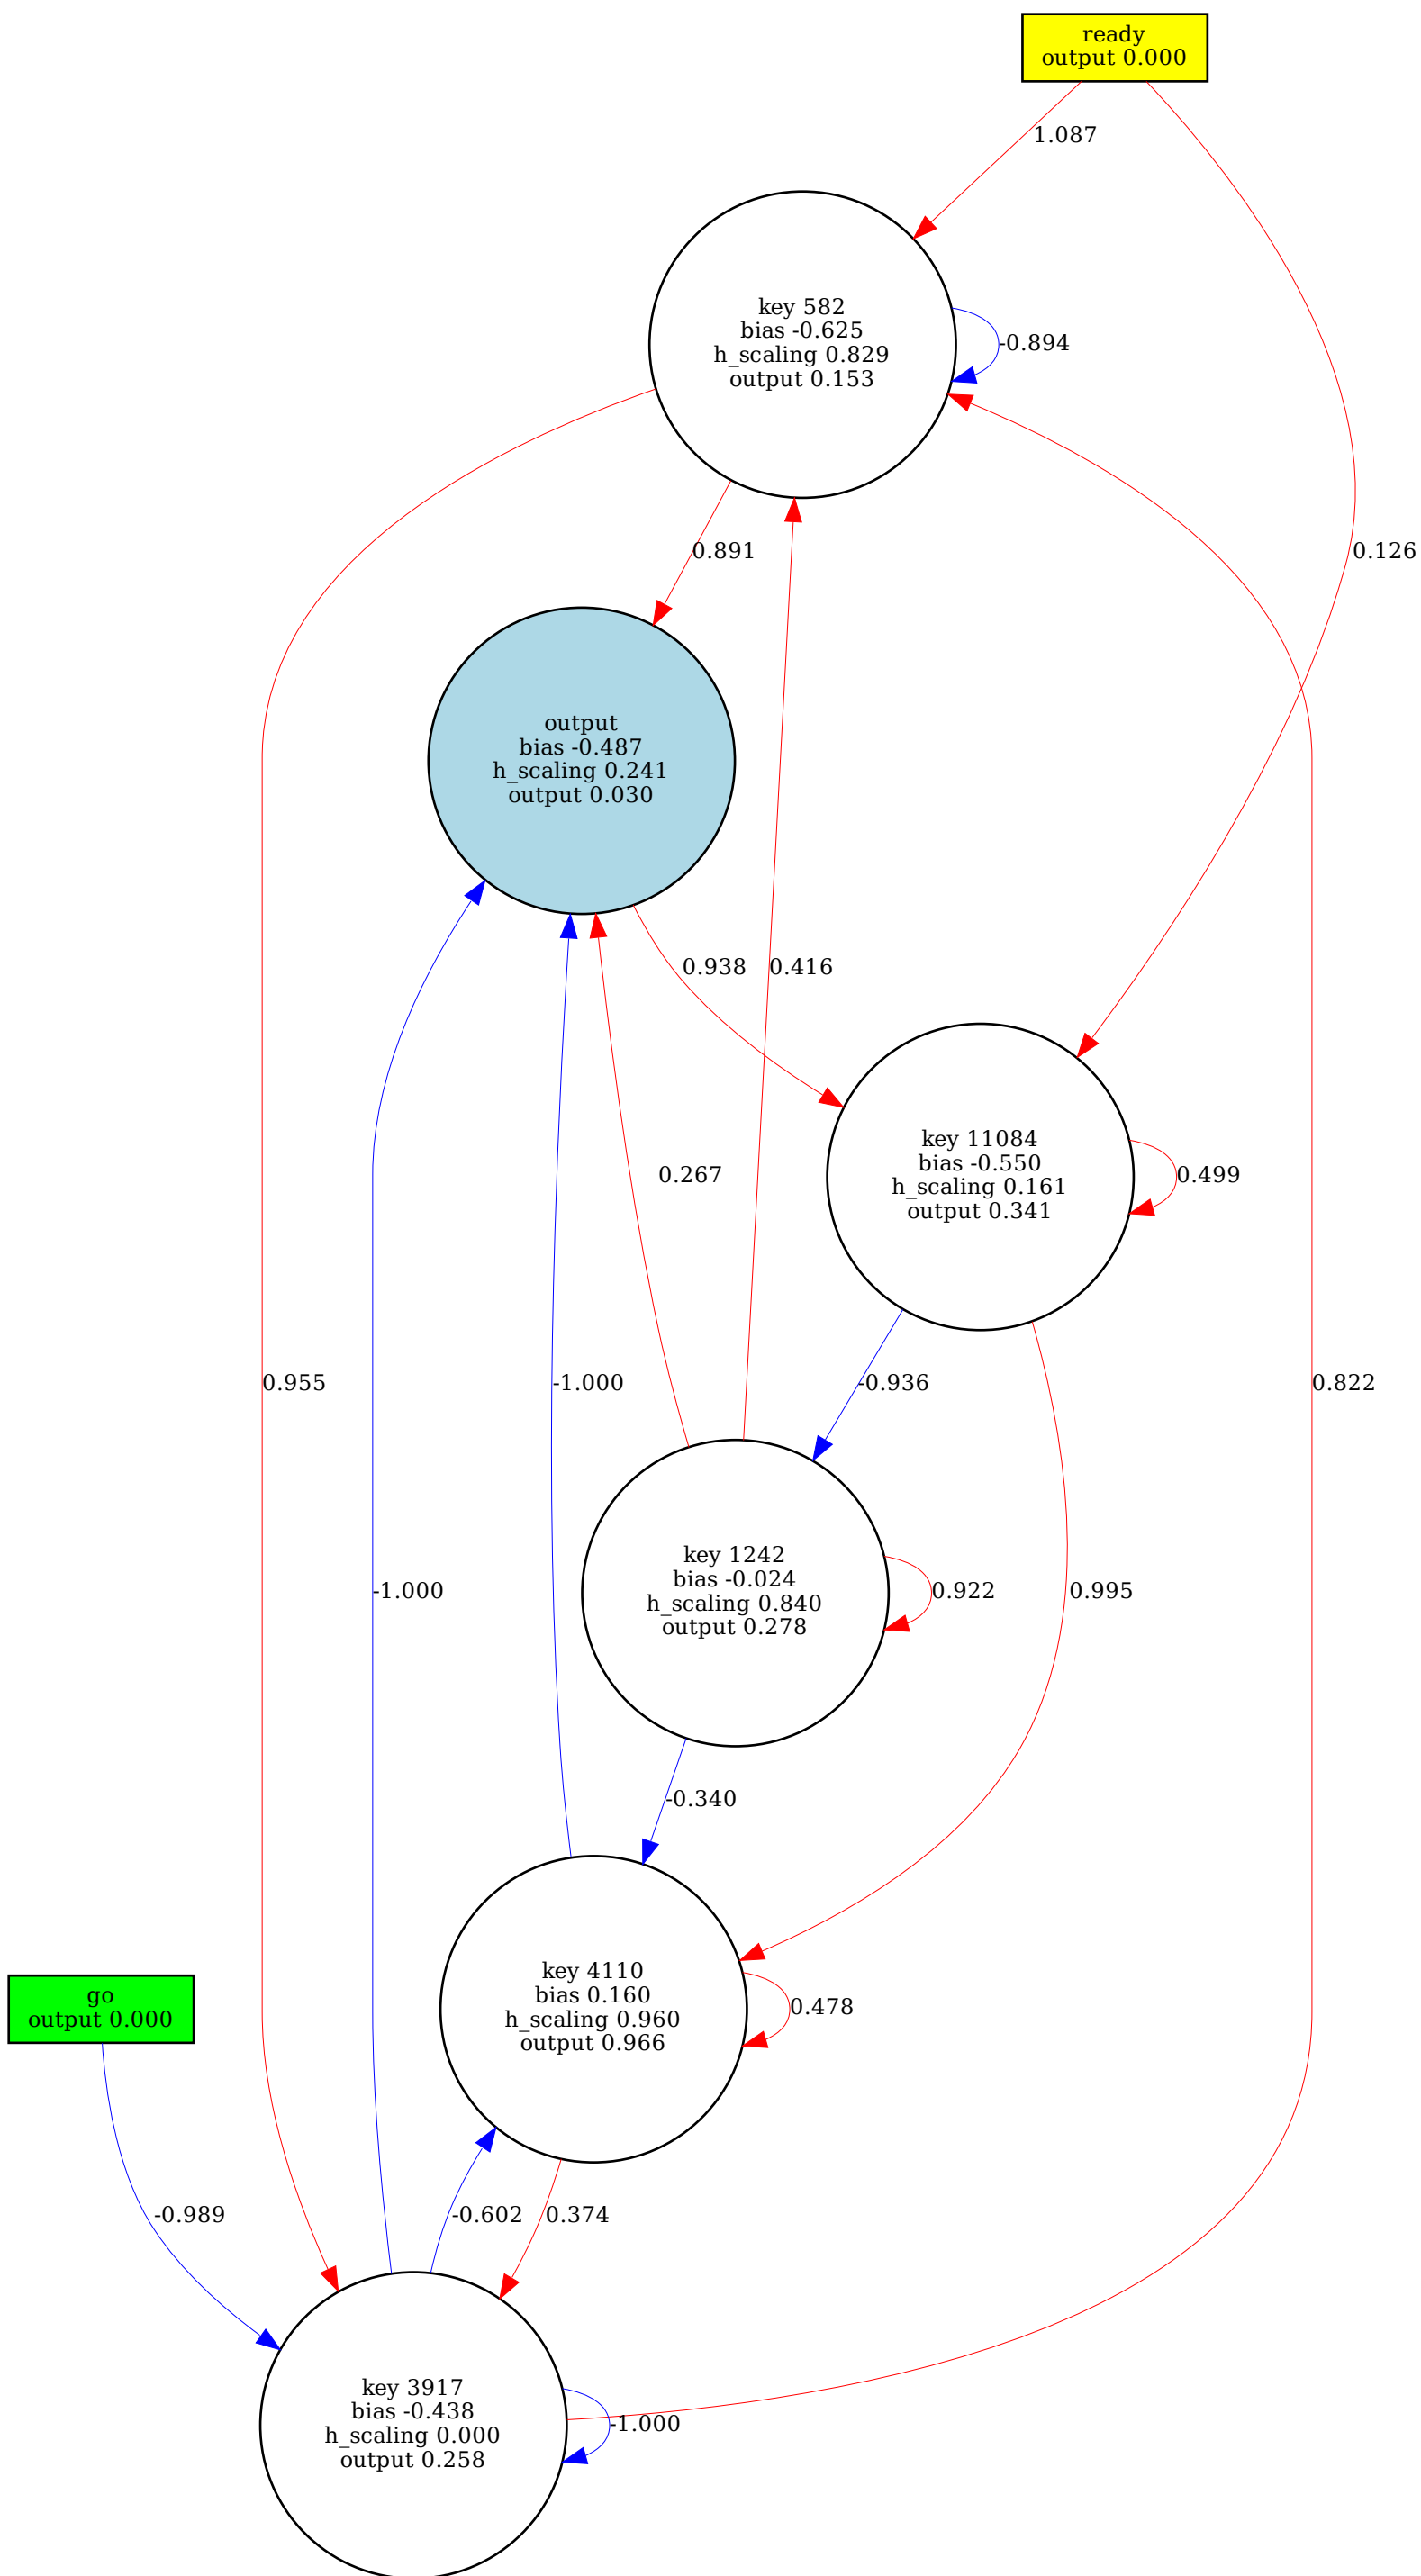 ready
output 0.000
1.087
key 582
bias -0.625
h_scaling 0.829
output 0.153
-0.894
0.891
0.126
output
bias -0.487
h_scaling 0.241
output 0.030
0.938
0.416
key 11084
bias -0.550
h_scaling 0.161
output 0.341
0.267
0.499
0.955
-1.000
-0.936
0.822
key 1242
bias -0.024
h_scaling 0.840
output 0.278
-1.000
0.922
0.995
-0.340
key 4110
bias 0.160
h_scaling 0.960
output 0.966
go
output 0.000
0.478
-0.989
-0.602
0.374
key 3917
bias -0.438
h_scaling 0.000
output 0.258
-1.000